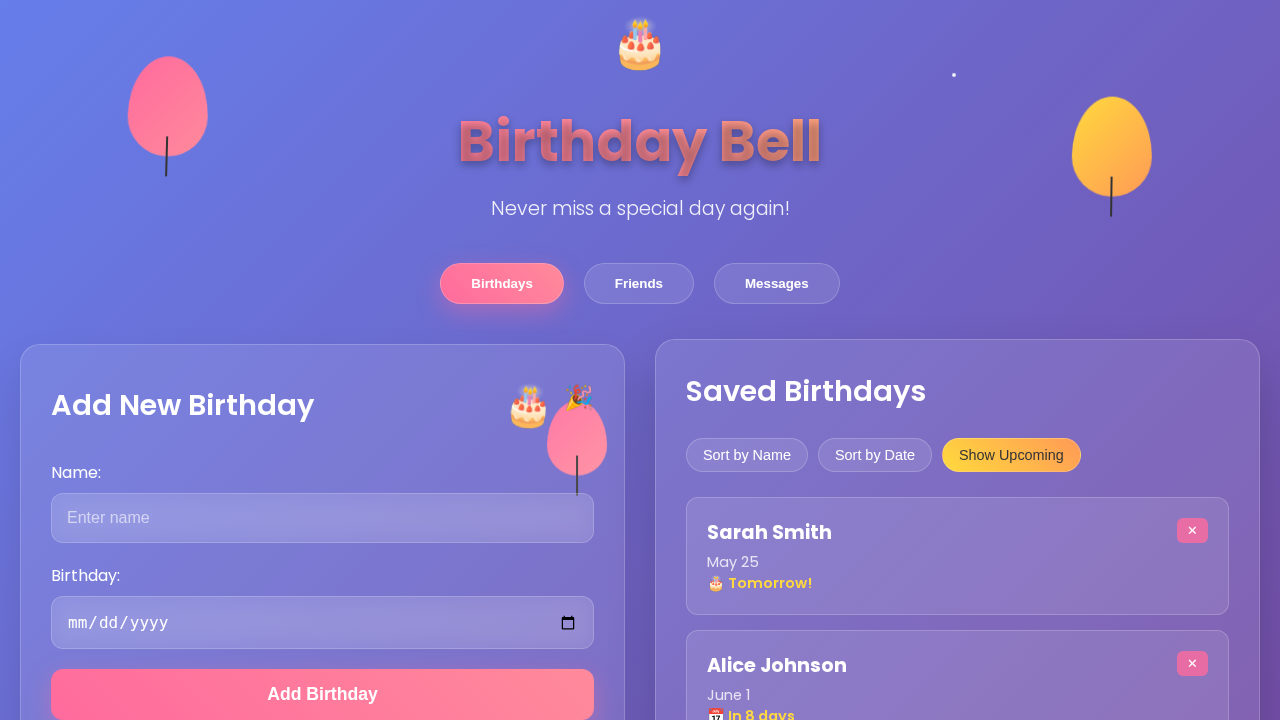 Birthday Bell
Never miss a special day again!
Birthdays
Friends
Messages
Add New Birthday
Name:
Enter name
Birthday:
mm/dd/yyyy
Add Birthday
Saved Birthdays
Sort by Name
Sort by Date
Show Upcoming
Sarah Smith
✕
May 25
🎂 Tomorrow!
Alice Johnson
✕
June 1
📅 In 8 days